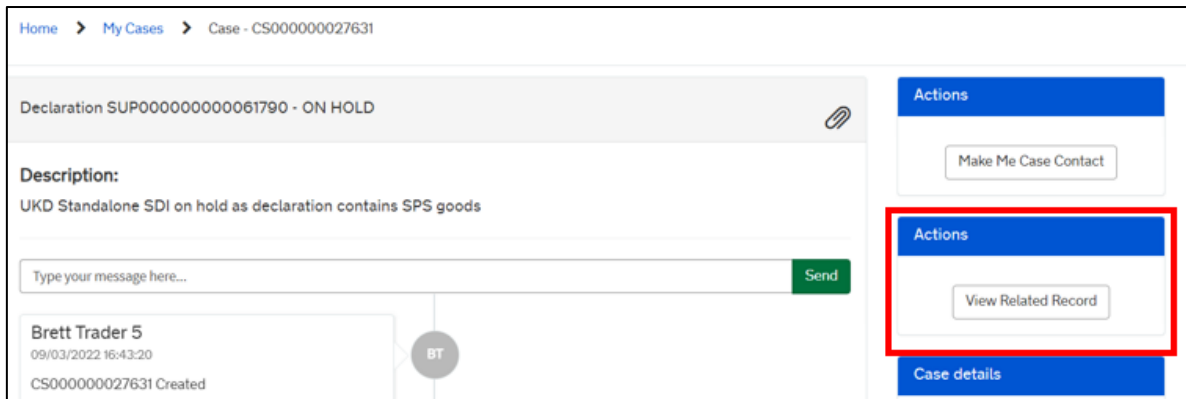 Home > My Cases > Case - CS000000027631
Declaration SUP000000000061790 - ON HOLD
Description:
UKD Standalone SDI on hold as declaration contains SPS goods
Type your message here...
Send
Brett Trader 5
09/03/2022 16:43:20
CS000000027631 Created
BT
Actions
Make Me Case Contact
Actions
View Related Record
Case details